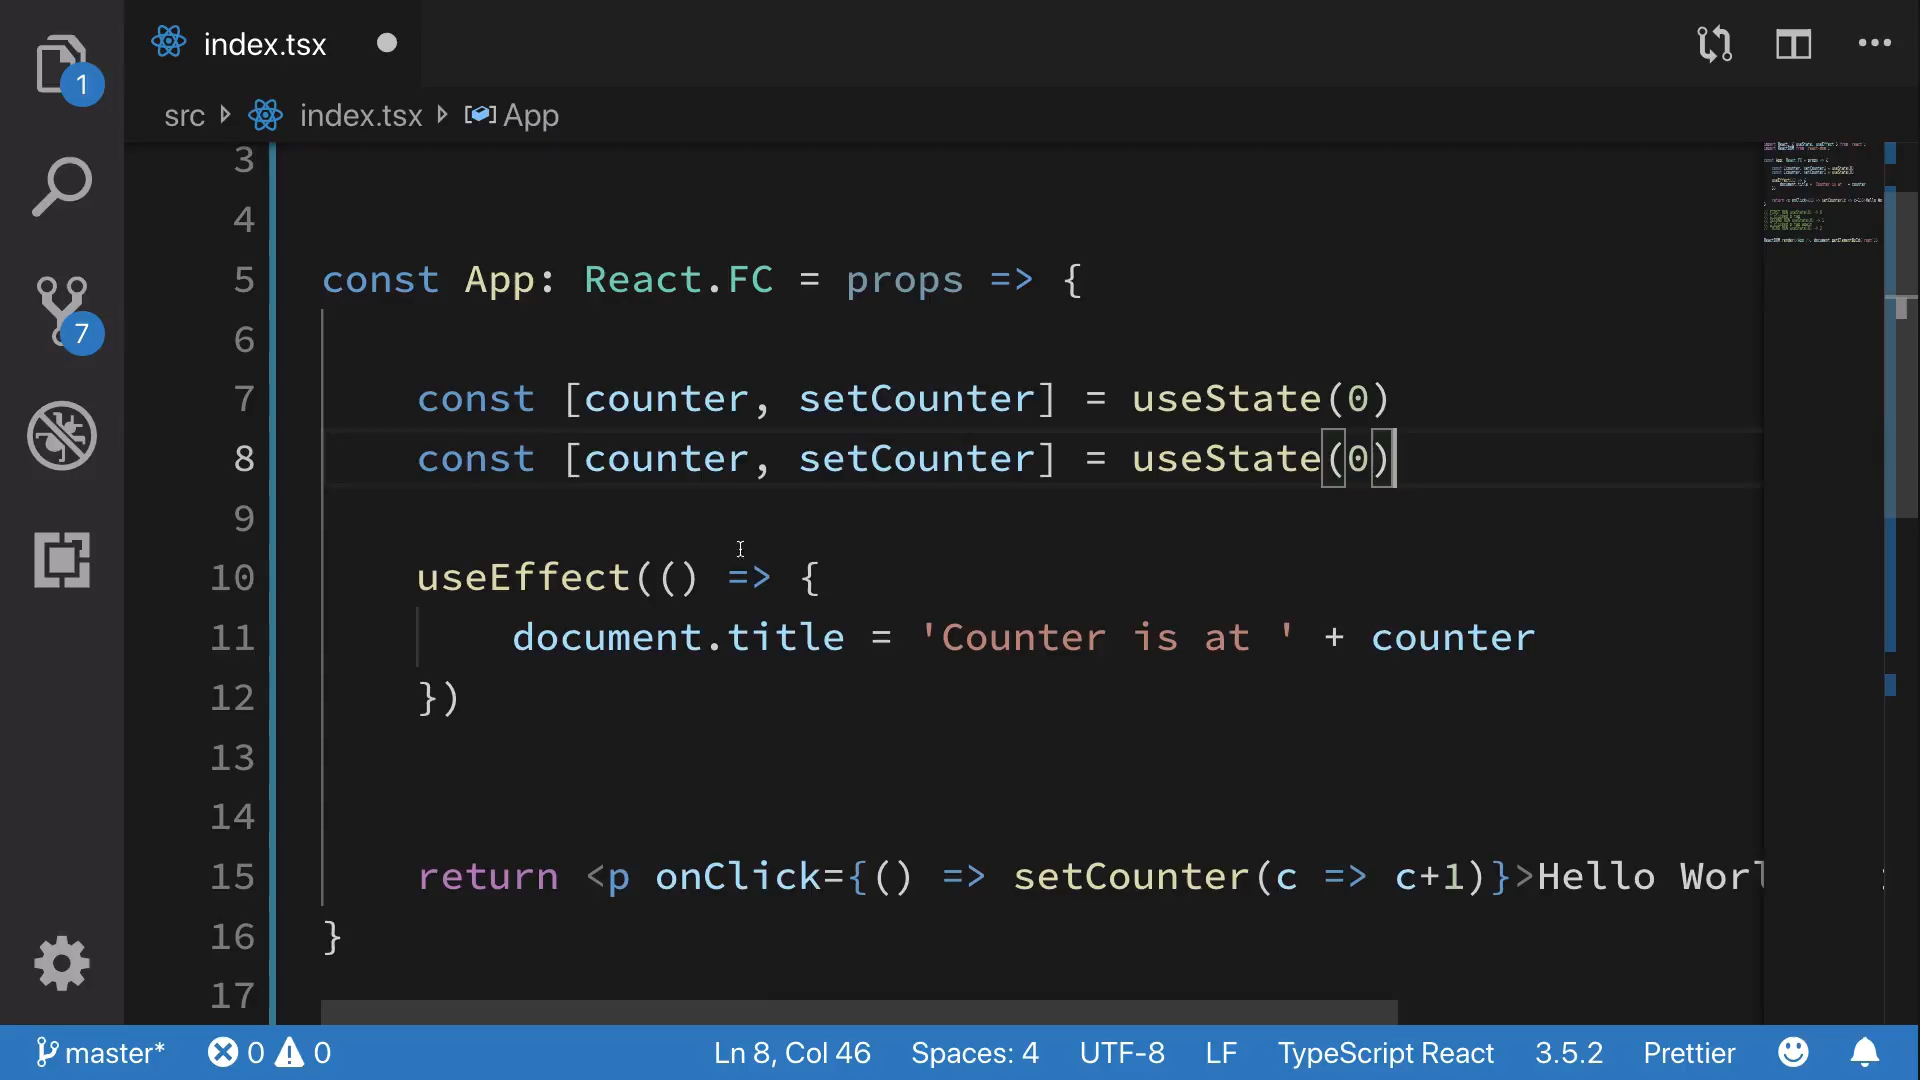 index.tsx
1
src index.tsx App
3
4
5 const App: React.FC = props => {
6
7 const [counter, setCounter] = useState(0)
8 const [counter, setCounter] = useState(0)
9
7
10 useEffect(() => {
11 document.title = 'Counter is at ' + counter
12 })
13
14
15 return <p onClick={() => setCounter(c => c+1)}>Hello Worl
16 }
17
master* 0 0 Ln 8, Col 46 Spaces: 4 UTF-8 LF TypeScript React 3.5.2 Prettier